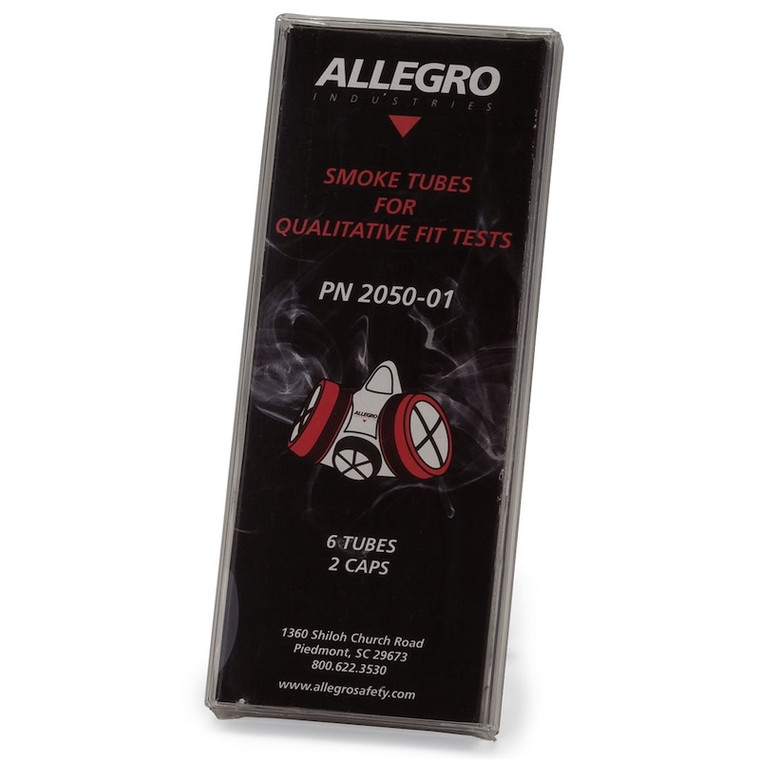 ALLEGRO
INDUSTRIES
SMOKE TUBES
FOR
QUALITATIVE FIT TESTS
PN 2050-01
ALLEGRO
6 TUBES
2 CAPS
1360 Shiloh Church Road
Piedmont, SC 29673
800.622.3530
www.allegrosafety.com